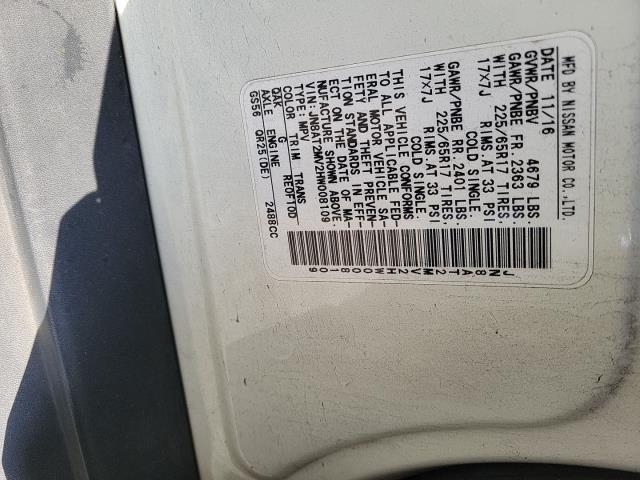 MFD BY NISSAN MOTOR CO.,LTD.
DATE 11/16
GVWR/PNBV 4679 LBS.
GAWR/PNBE FR. 2363 LBS.
WITH 225/65R17 TIRES,
17X7J RIMS.AT 33 PSI
COLD SINGLE.
GAWR/PNBE RR. 2401 LBS.
WITH 225/65R17 TIRES,
17X7J RIMS.AT 33 PSI
COLD SINGLE.
THIS VEHICLE CONFORMS
TO ALL APPLICABLE FED-
ERAL MOTOR VEHICLE SA-
FETY AND THEFT PREVEN-
TION STANDARDS IN EFF-
ECT ON THE DATE OF MA-
NUFACTURE SHOWN ABOVE.
VIN:JN8AT2MV2HW008109
TYPE:MPV
COLOR TRIM TRANS
QAK G RE0F10D
AXLE ENGINE
GS56 QR25(DE) 2488CC
JN8AT2MV2HW008109